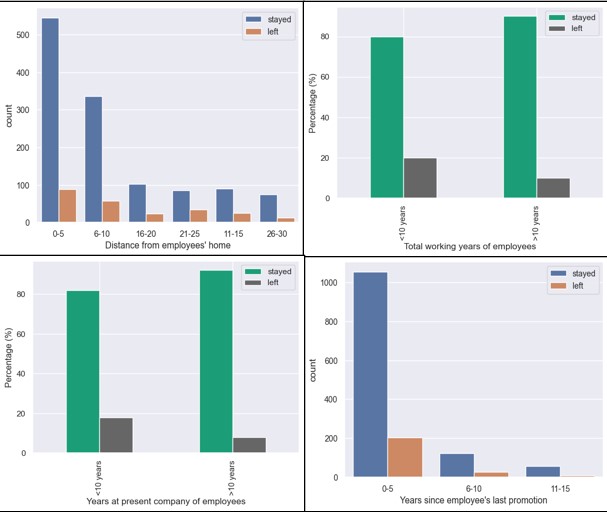 stayed
left
500
400
300
200
100
0
count
0-5 6-10 16-20 21-25 11-15 26-30
Distance from employees' home
stayed
left
80
60
40
20
0
Percentage (%)
<10 years >10 years
Total working years of employees
stayed
left
80
60
40
20
0
Percentage (%)
<10 years >10 years
Years at present company of employees
stayed
left
1000
800
600
400
200
0
count
0-5 6-10 11-15
Years since employee's last promotion